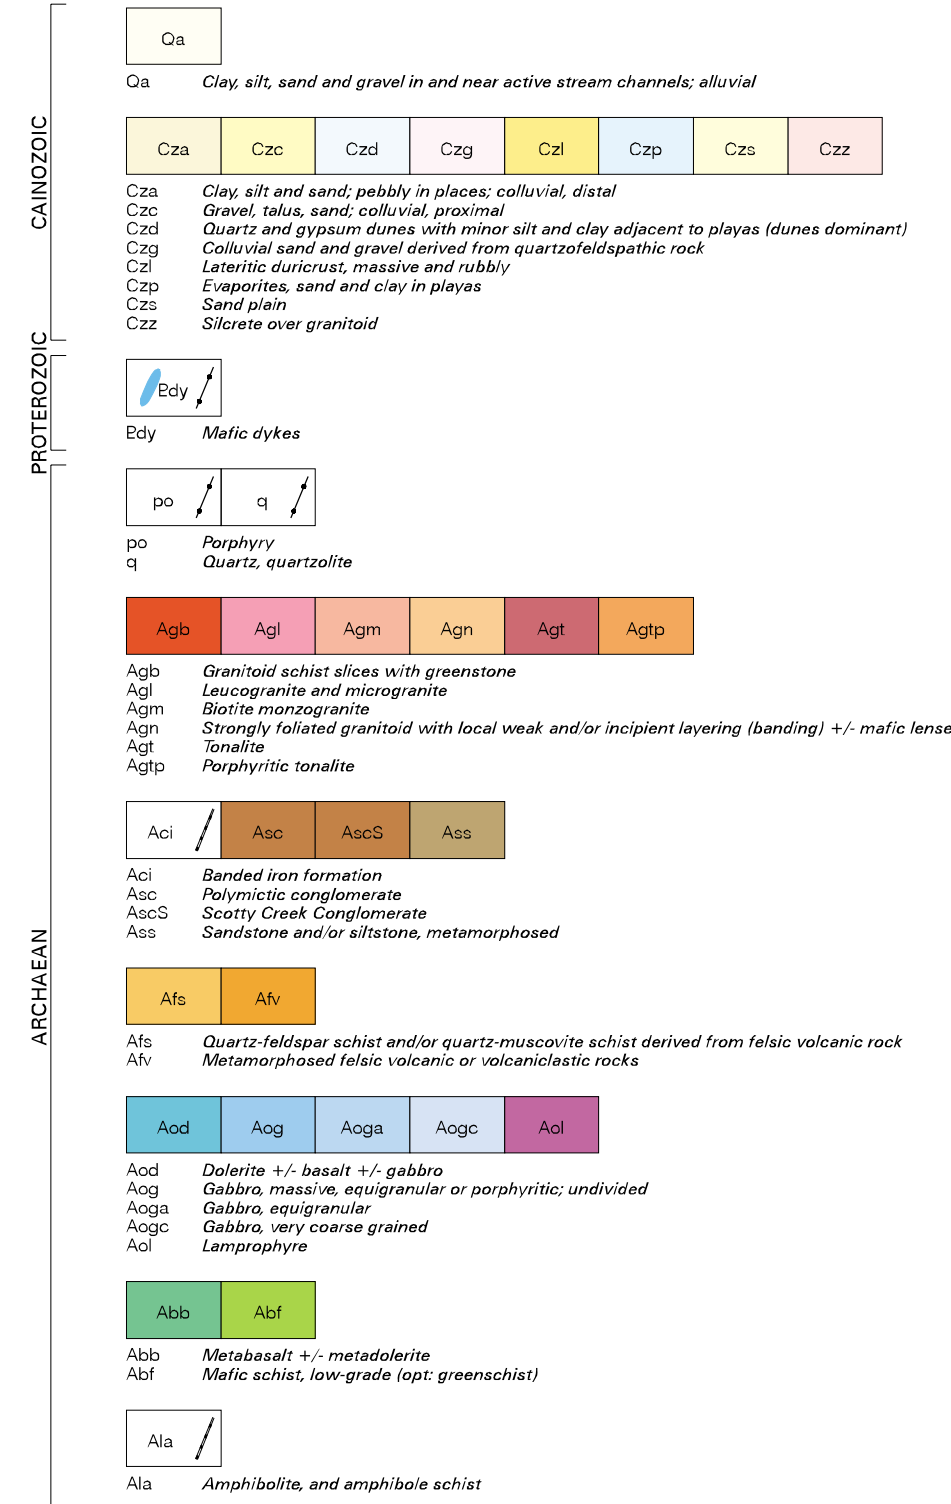 CAINOZOIC
Qa
Qa Clay, silt, sand and gravel in and near active stream channels; alluvial
Cza Czc Czd Czg Czl Czp Czs Czz
Cza Clay, silt and sand; pebbly in places; colluvial, distal
Czc Gravel, talus, sand; colluvial, proximal
Czd Quartz and gypsum dunes with minor silt and clay adjacent to playas (dunes dominant)
Czg Colluvial sand and gravel derived from quartzofeldspathic rock
Czl Lateritic duricrust, massive and rubbly
Czp Evaporites, sand and clay in playas
Czs Sand plain
Czz Silcrete over granitoid
PROTEROZOIC
Pdy
Pdy Mafic dykes
ARCHAEAN
po q
po Porphyry
q Quartz, quartzolite
Agb Agl Agm Agn Agt Agtp
Agb Granitoid schist slices with greenstone
Agl Leucogranite and microgranite
Agm Biotite monzogranite
Agn Strongly foliated granitoid with local weak and/or incipient layering (banding) +/- mafic lense
Agt Tonalite
Agtp Porphyritic tonalite
Aci Asc AscS Ass
Aci Banded iron formation
Asc Polymictic conglomerate
AscS Scotty Creek Conglomerate
Ass Sandstone and/or siltstone, metamorphosed
Afs Afv
Afs Quartz-feldspar schist and/or quartz-muscovite schist derived from felsic volcanic rock
Afv Metamorphosed felsic volcanic or volcaniclastic rocks
Aod Aog Aoga Aogc Aol
Aod Dolerite +/- basalt +/- gabbro
Aog Gabbro, massive, equigranular or porphyritic; undivided
Aoga Gabbro, equigranular
Aogc Gabbro, very coarse grained
Aol Lamprophyre
Abb Abf
Abb Metabasalt +/- metadolerite
Abf Mafic schist, low-grade (opt: greenschist)
Ala
Ala Amphibolite, and amphibole schist